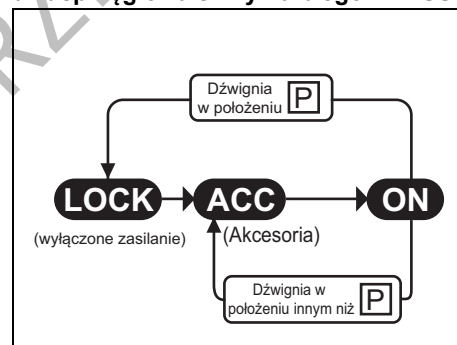 Dźwignia
w położeniu P
LOCK ACC ON
(wyłączone zasilanie) (Akcesoria)
Dźwignia w
położeniu innym niż P